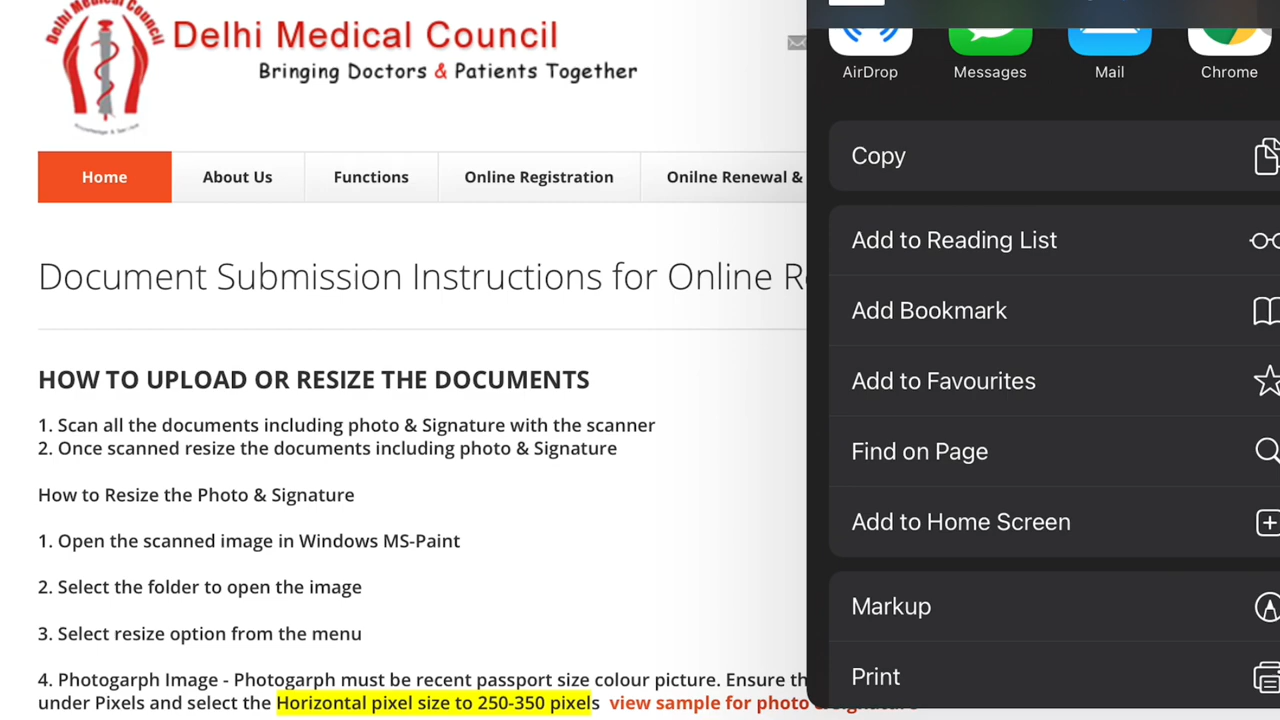 Delhi Medical Council
Delhi Medical Council
Bringing Doctors & Patients Together
Home
About Us
Functions
Online Registration
Onilne Renewal &
Document Submission Instructions for Online R
HOW TO UPLOAD OR RESIZE THE DOCUMENTS
1. Scan all the documents including photo & Signature with the scanner
2. Once scanned resize the documents including photo & Signature
How to Resize the Photo & Signature
1. Open the scanned image in Windows MS-Paint
2. Select the folder to open the image
3. Select resize option from the menu
4. Photogarph Image - Photogarph must be recent passport size colour picture. Ensure th
under Pixels and select the Horizontal pixel size to 250-350 pixels view sample for photo & signature
AirDrop
Messages
Mail
Chrome
Copy
Add to Reading List
Add Bookmark
Add to Favourites
Find on Page
Add to Home Screen
Markup
Print